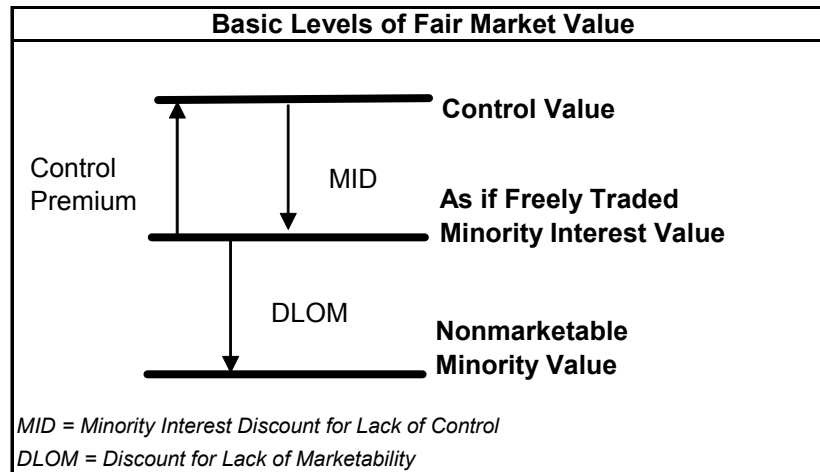 Basic Levels of Fair Market Value
Control Value
Control
Premium
MID
As if Freely Traded
Minority Interest Value
DLOM
Nonmarketable
Minority Value
MID = Minority Interest Discount for Lack of Control
DLOM = Discount for Lack of Marketability